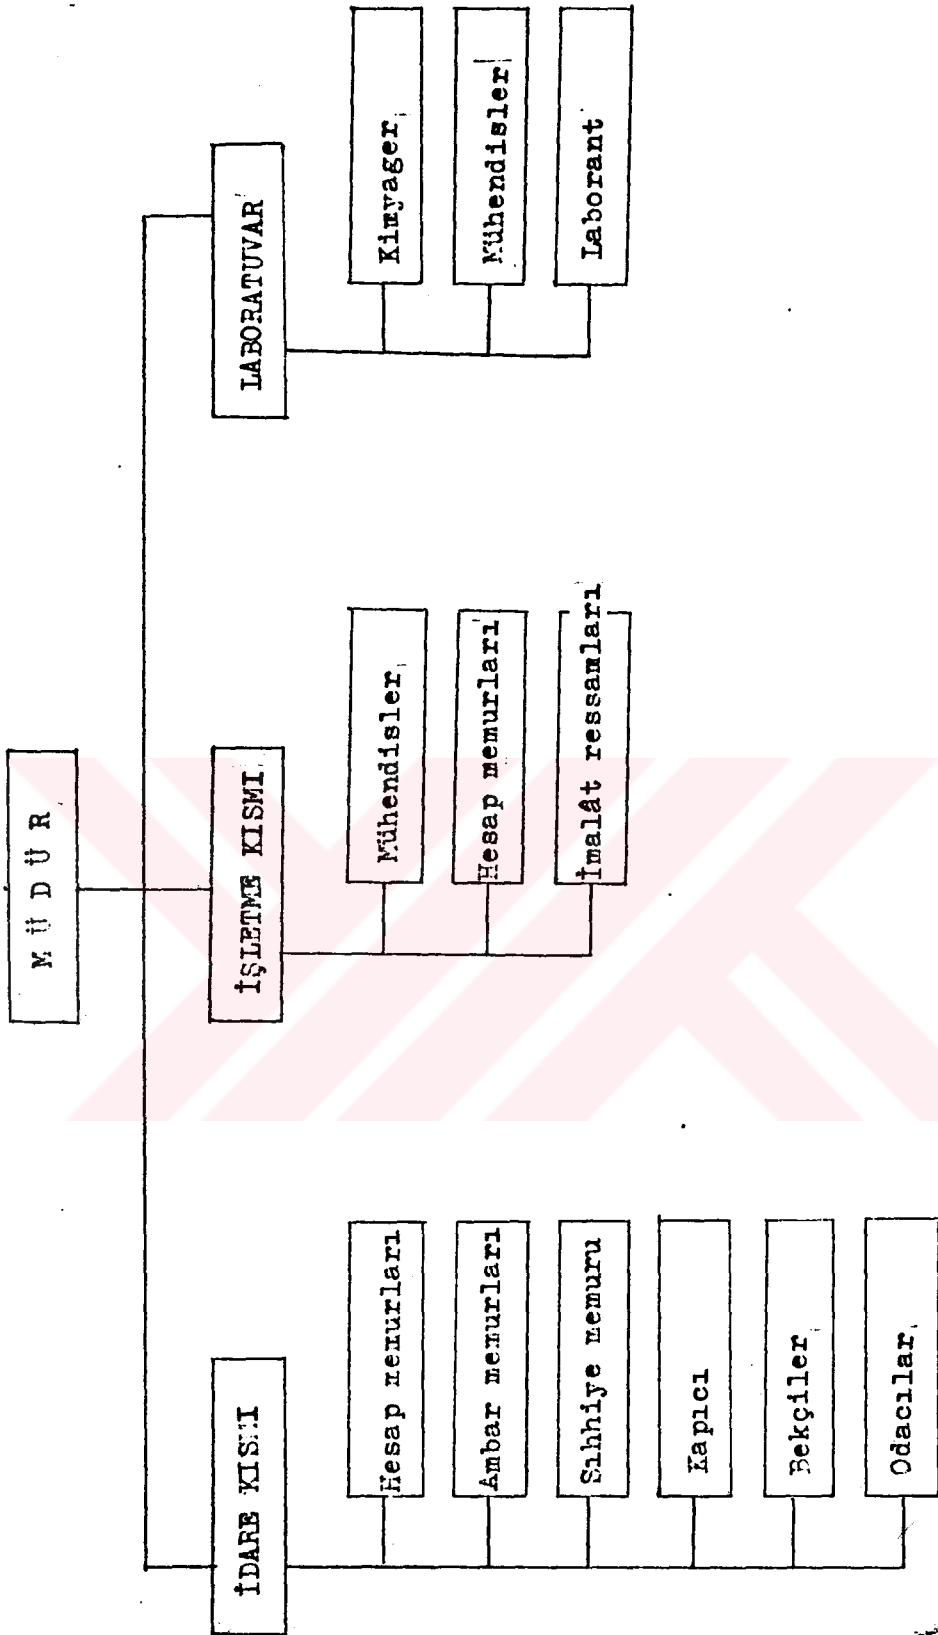 MÜDÜR
İDARE KISMI
İŞLETME KISMI
LABORATUVAR
Hesap memurları
Ambar memurları
Sıhhiye memuru
Kapıcı
Bekçiler
Odacılar
Mühendisler
Hesap memurları
İmalât ressamları
Kimyager
Mühendisler
Laborant